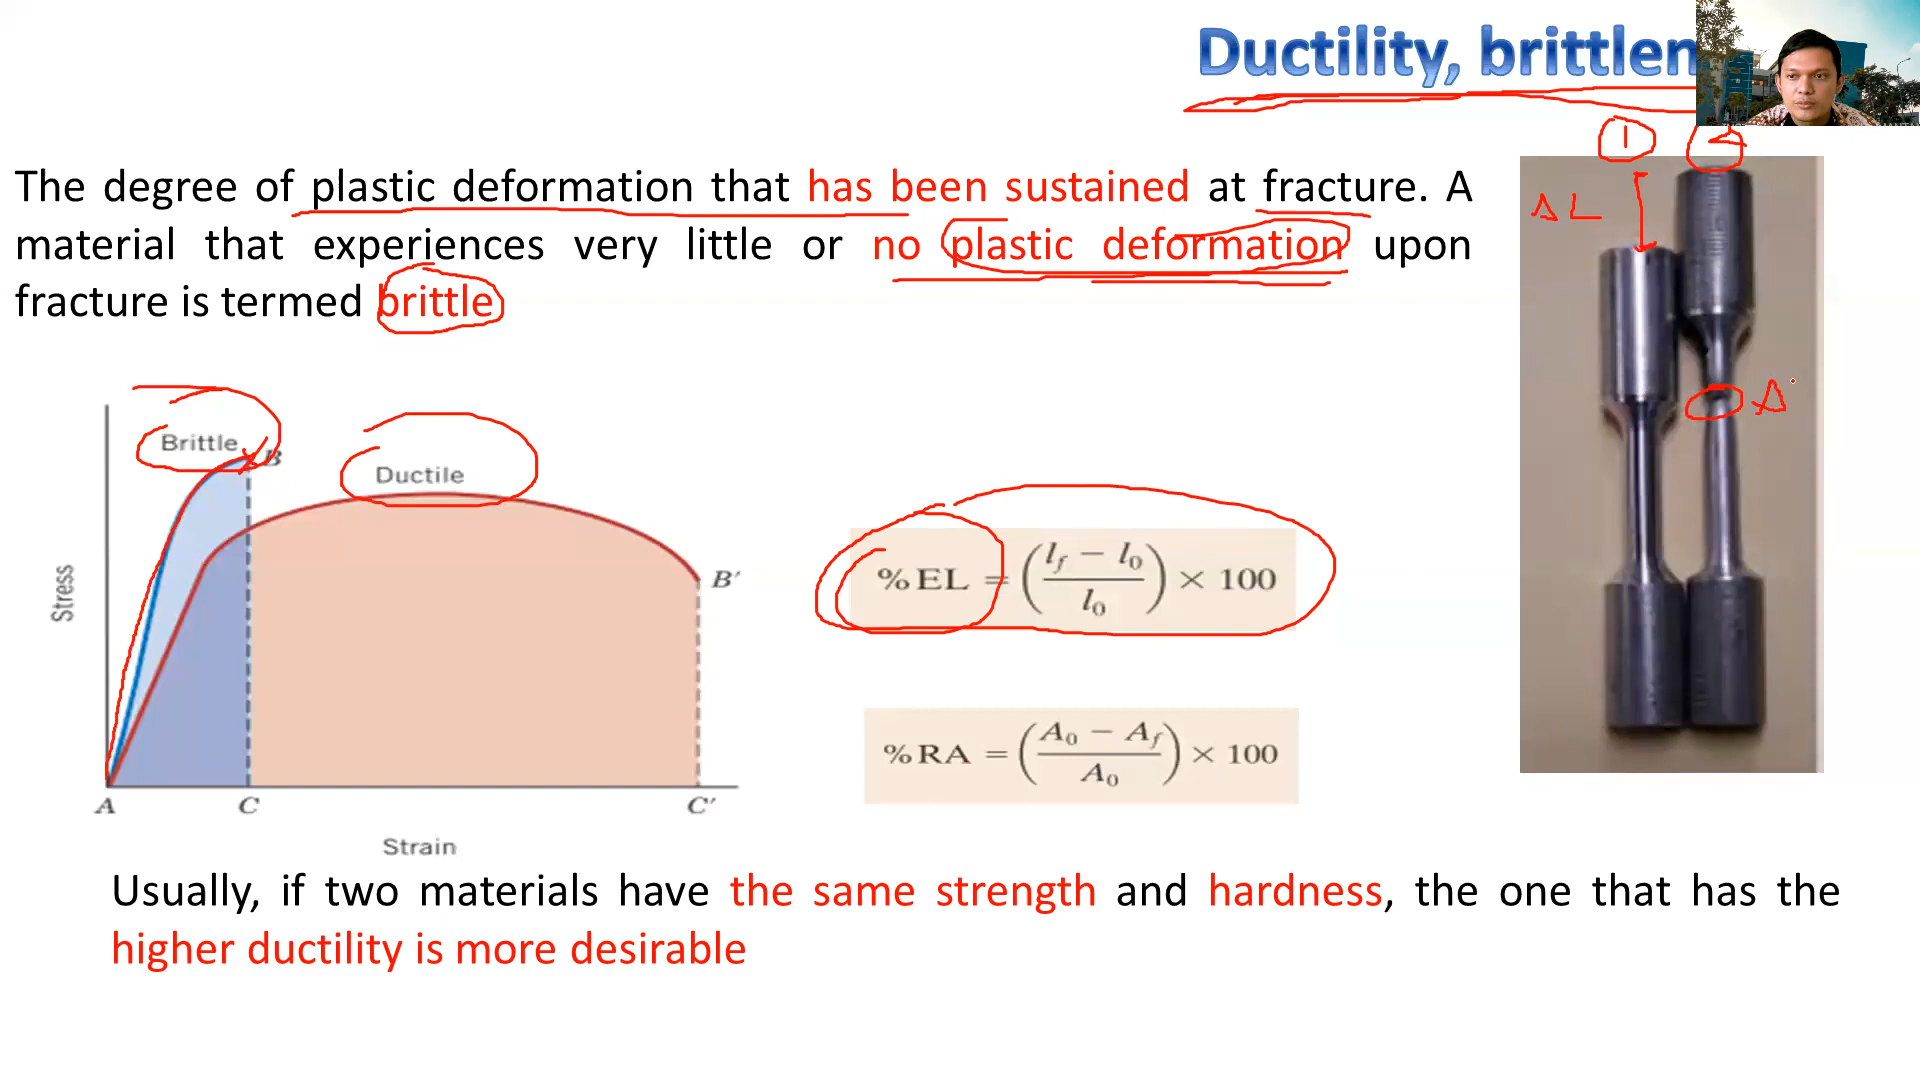 Ductility, brittlen
1 2
The degree of plastic deformation that has been sustained at fracture. A
material that experiences very little or no plastic deformation upon
fracture is termed brittle
ΔL
A
Brittle
B
Ductile
B'
Stress
A C C'
Strain
%EL = (l_f − l_0 / l_0) × 100
%RA = (A_0 − A_f / A_0) × 100
Usually, if two materials have the same strength and hardness, the one that has the
higher ductility is more desirable